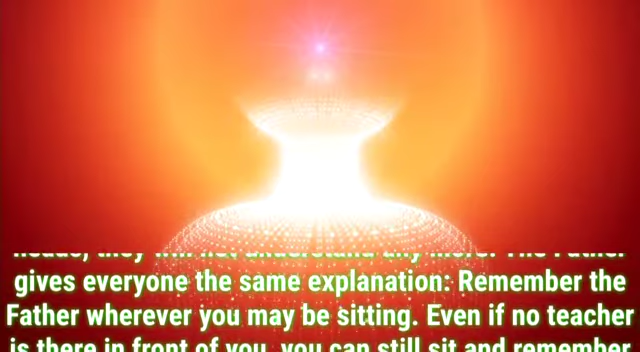 they will not understand any more. The Father
gives everyone the same explanation: Remember the
Father wherever you may be sitting. Even if no teacher
is there in front of you, you can still sit and remember